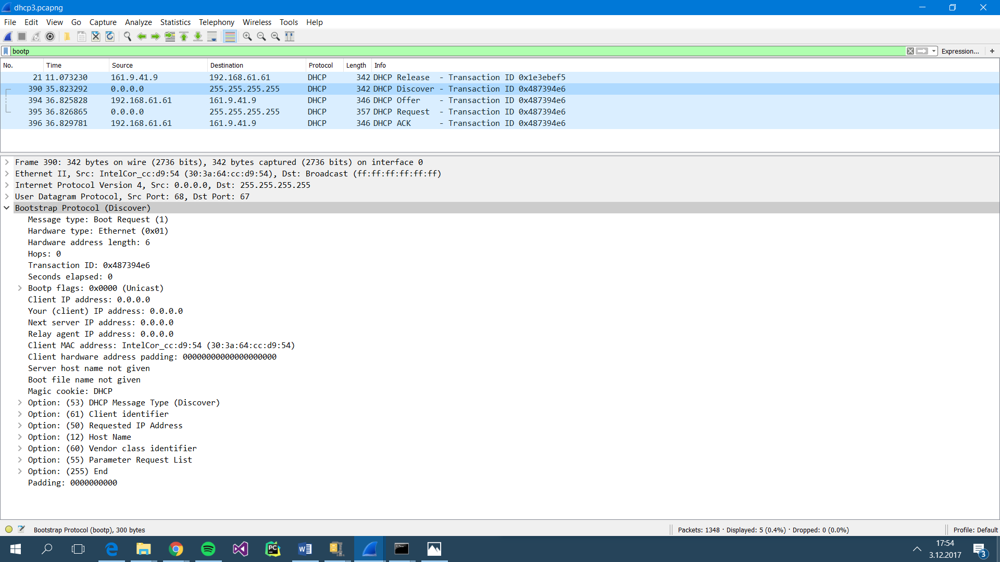 dhcp3.pcapng
File Edit View Go Capture Analyze Statistics Telephony Wireless Tools Help
bootp Expression... +
No. Time Source Destination Protocol Length Info
21 11.073230 161.9.41.9 192.168.61.61 DHCP 342 DHCP Release - Transaction ID 0x1e3ebef5
390 35.823292 0.0.0.0 255.255.255.255 DHCP 342 DHCP Discover - Transaction ID 0x487394e6
394 36.825828 192.168.61.61 161.9.41.9 DHCP 346 DHCP Offer - Transaction ID 0x487394e6
395 36.826865 0.0.0.0 255.255.255.255 DHCP 357 DHCP Request - Transaction ID 0x487394e6
396 36.829781 192.168.61.61 161.9.41.9 DHCP 346 DHCP ACK - Transaction ID 0x487394e6
Frame 390: 342 bytes on wire (2736 bits), 342 bytes captured (2736 bits) on interface 0
Ethernet II, Src: IntelCor_cc:d9:54 (30:3a:64:cc:d9:54), Dst: Broadcast (ff:ff:ff:ff:ff:ff)
Internet Protocol Version 4, Src: 0.0.0.0, Dst: 255.255.255.255
User Datagram Protocol, Src Port: 68, Dst Port: 67
Bootstrap Protocol (Discover)
Message type: Boot Request (1)
Hardware type: Ethernet (0x01)
Hardware address length: 6
Hops: 0
Transaction ID: 0x487394e6
Seconds elapsed: 0
Bootp flags: 0x0000 (Unicast)
Client IP address: 0.0.0.0
Your (client) IP address: 0.0.0.0
Next server IP address: 0.0.0.0
Relay agent IP address: 0.0.0.0
Client MAC address: IntelCor_cc:d9:54 (30:3a:64:cc:d9:54)
Client hardware address padding: 00000000000000000000
Server host name not given
Boot file name not given
Magic cookie: DHCP
Option: (53) DHCP Message Type (Discover)
Option: (61) Client identifier
Option: (50) Requested IP Address
Option: (12) Host Name
Option: (60) Vendor class identifier
Option: (55) Parameter Request List
Option: (255) End
Padding: 0000000000
Bootstrap Protocol (bootp), 300 bytes Packets: 1348 · Displayed: 5 (0.4%) · Dropped: 0 (0.0%) Profile: Default
PC
17:54
3.12.2017
3